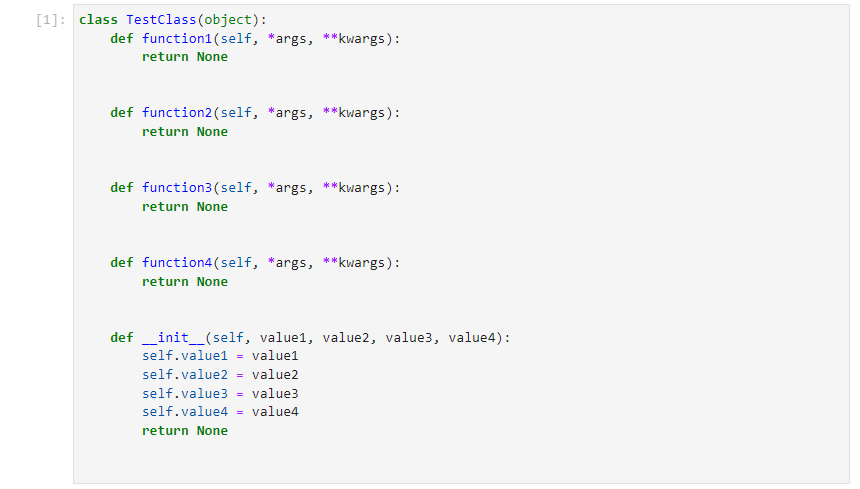 [1]: class TestClass(object):
    def function1(self, *args, **kwargs):
        return None
    def function2(self, *args, **kwargs):
        return None
    def function3(self, *args, **kwargs):
        return None
    def function4(self, *args, **kwargs):
        return None
    def __init__(self, value1, value2, value3, value4):
        self.value1 = value1
        self.value2 = value2
        self.value3 = value3
        self.value4 = value4
        return None